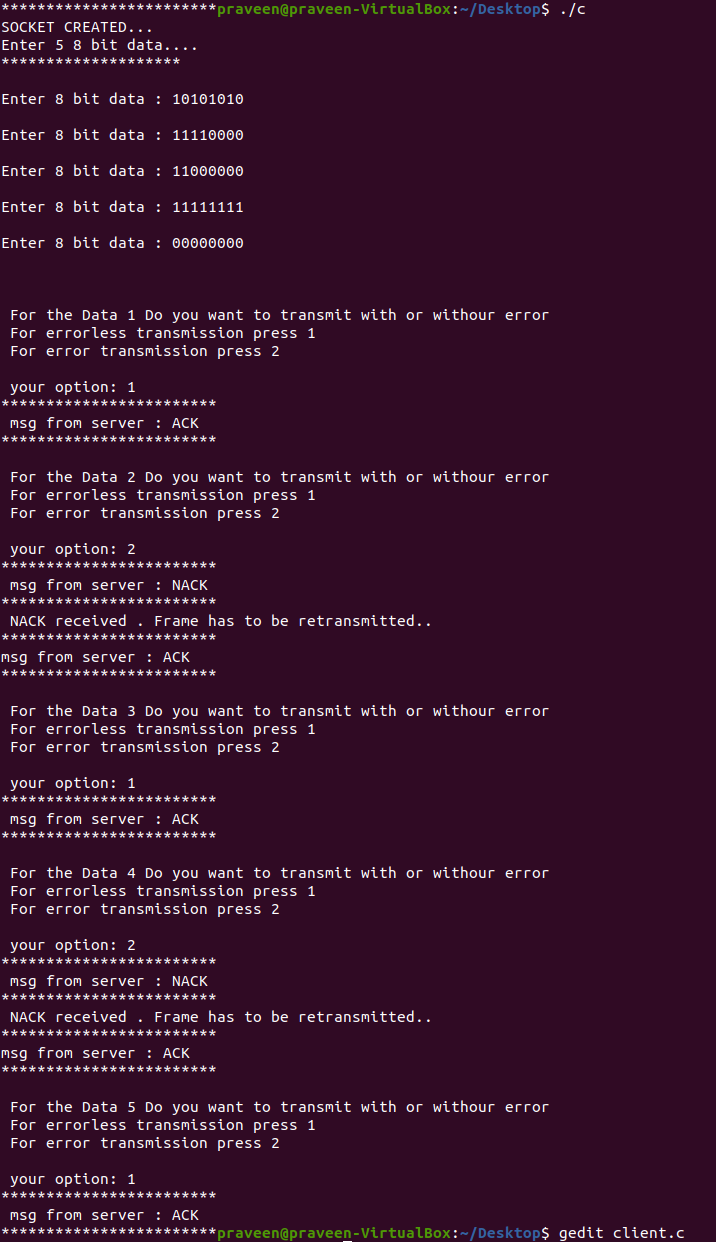 ************************praveen@praveen-VirtualBox:~/Desktop$ ./c
SOCKET CREATED...
Enter 5 8 bit data....
********************
Enter 8 bit data : 10101010
Enter 8 bit data : 11110000
Enter 8 bit data : 11000000
Enter 8 bit data : 11111111
Enter 8 bit data : 00000000
For the Data 1 Do you want to transmit with or withour error
For errorless transmission press 1
For error transmission press 2
your option: 1
************************
msg from server : ACK
************************
For the Data 2 Do you want to transmit with or withour error
For errorless transmission press 1
For error transmission press 2
your option: 2
************************
msg from server : NACK
************************
NACK received . Frame has to be retransmitted..
************************
msg from server : ACK
************************
For the Data 3 Do you want to transmit with or withour error
For errorless transmission press 1
For error transmission press 2
your option: 1
************************
msg from server : ACK
************************
For the Data 4 Do you want to transmit with or withour error
For errorless transmission press 1
For error transmission press 2
your option: 2
************************
msg from server : NACK
************************
NACK received . Frame has to be retransmitted..
************************
msg from server : ACK
************************
For the Data 5 Do you want to transmit with or withour error
For errorless transmission press 1
For error transmission press 2
your option: 1
************************
msg from server : ACK
************************praveen@praveen-VirtualBox:~/Desktop$ gedit client.c